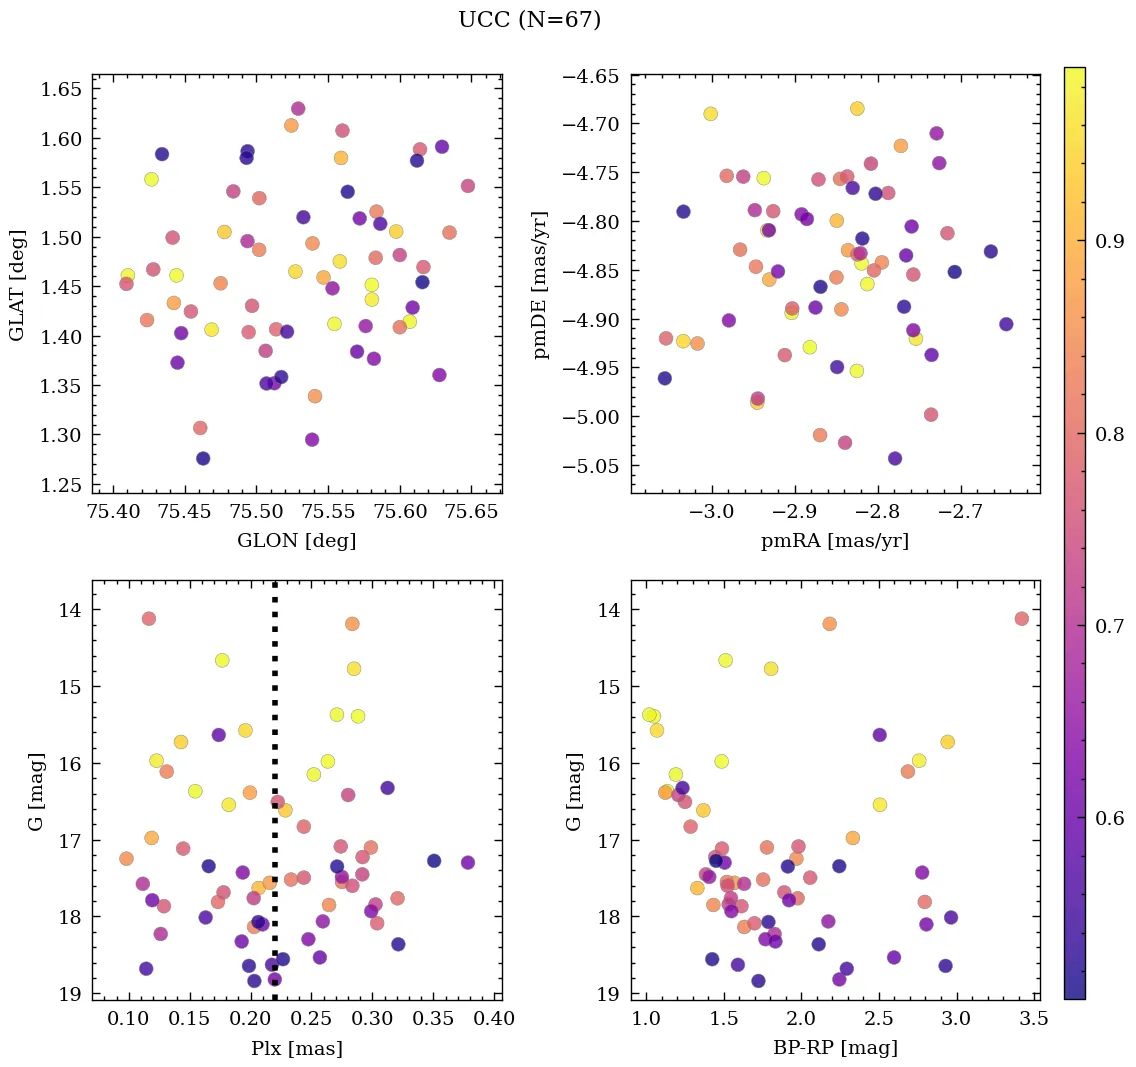 UCC (N=67)
1.65
1.60
1.55
1.50
1.45
1.40
1.35
1.30
1.25
GLAT [deg]
75.40 75.45 75.50 75.55 75.60 75.65
GLON [deg]
−4.65
−4.70
−4.75
−4.80
−4.85
−4.90
−4.95
−5.00
−5.05
pmDE [mas/yr]
−3.0 −2.9 −2.8 −2.7
pmRA [mas/yr]
0.9
0.8
0.7
0.6
14
15
16
17
18
19
G [mag]
0.10 0.15 0.20 0.25 0.30 0.35 0.40
Plx [mas]
14
15
16
17
18
19
G [mag]
1.0 1.5 2.0 2.5 3.0 3.5
BP-RP [mag]